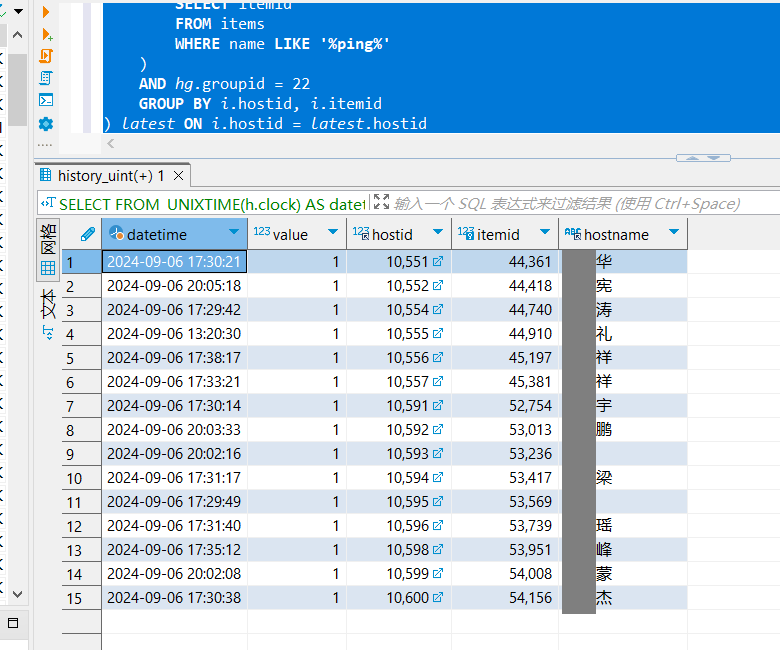 SELECT itemid
FROM items
WHERE name LIKE '%ping%'
)
AND hg.groupid = 22
GROUP BY i.hostid, i.itemid
) latest ON i.hostid = latest.hostid
history_uint(+) 1
SELECT FROM_UNIXTIME(h.clock) AS datet 输入一个 SQL 表达式来过滤结果 (使用 Ctrl+Space)
网格
文本
datetime 123 value 123 hostid 123 itemid hostname
1 2024-09-06 17:30:21 1 10,551 44,361 华
2 2024-09-06 20:05:18 1 10,552 44,418 宪
3 2024-09-06 17:29:42 1 10,554 44,740 涛
4 2024-09-06 13:20:30 1 10,555 44,910 礼
5 2024-09-06 17:38:17 1 10,556 45,197 祥
6 2024-09-06 17:33:21 1 10,557 45,381 祥
7 2024-09-06 17:30:14 1 10,591 52,754 宇
8 2024-09-06 20:03:33 1 10,592 53,013 鹏
9 2024-09-06 20:02:16 1 10,593 53,236
10 2024-09-06 17:31:17 1 10,594 53,417 梁
11 2024-09-06 17:29:49 1 10,595 53,569
12 2024-09-06 17:31:40 1 10,596 53,739 瑶
13 2024-09-06 17:35:12 1 10,598 53,951 峰
14 2024-09-06 20:02:08 1 10,599 54,008 蒙
15 2024-09-06 17:30:38 1 10,600 54,156 杰